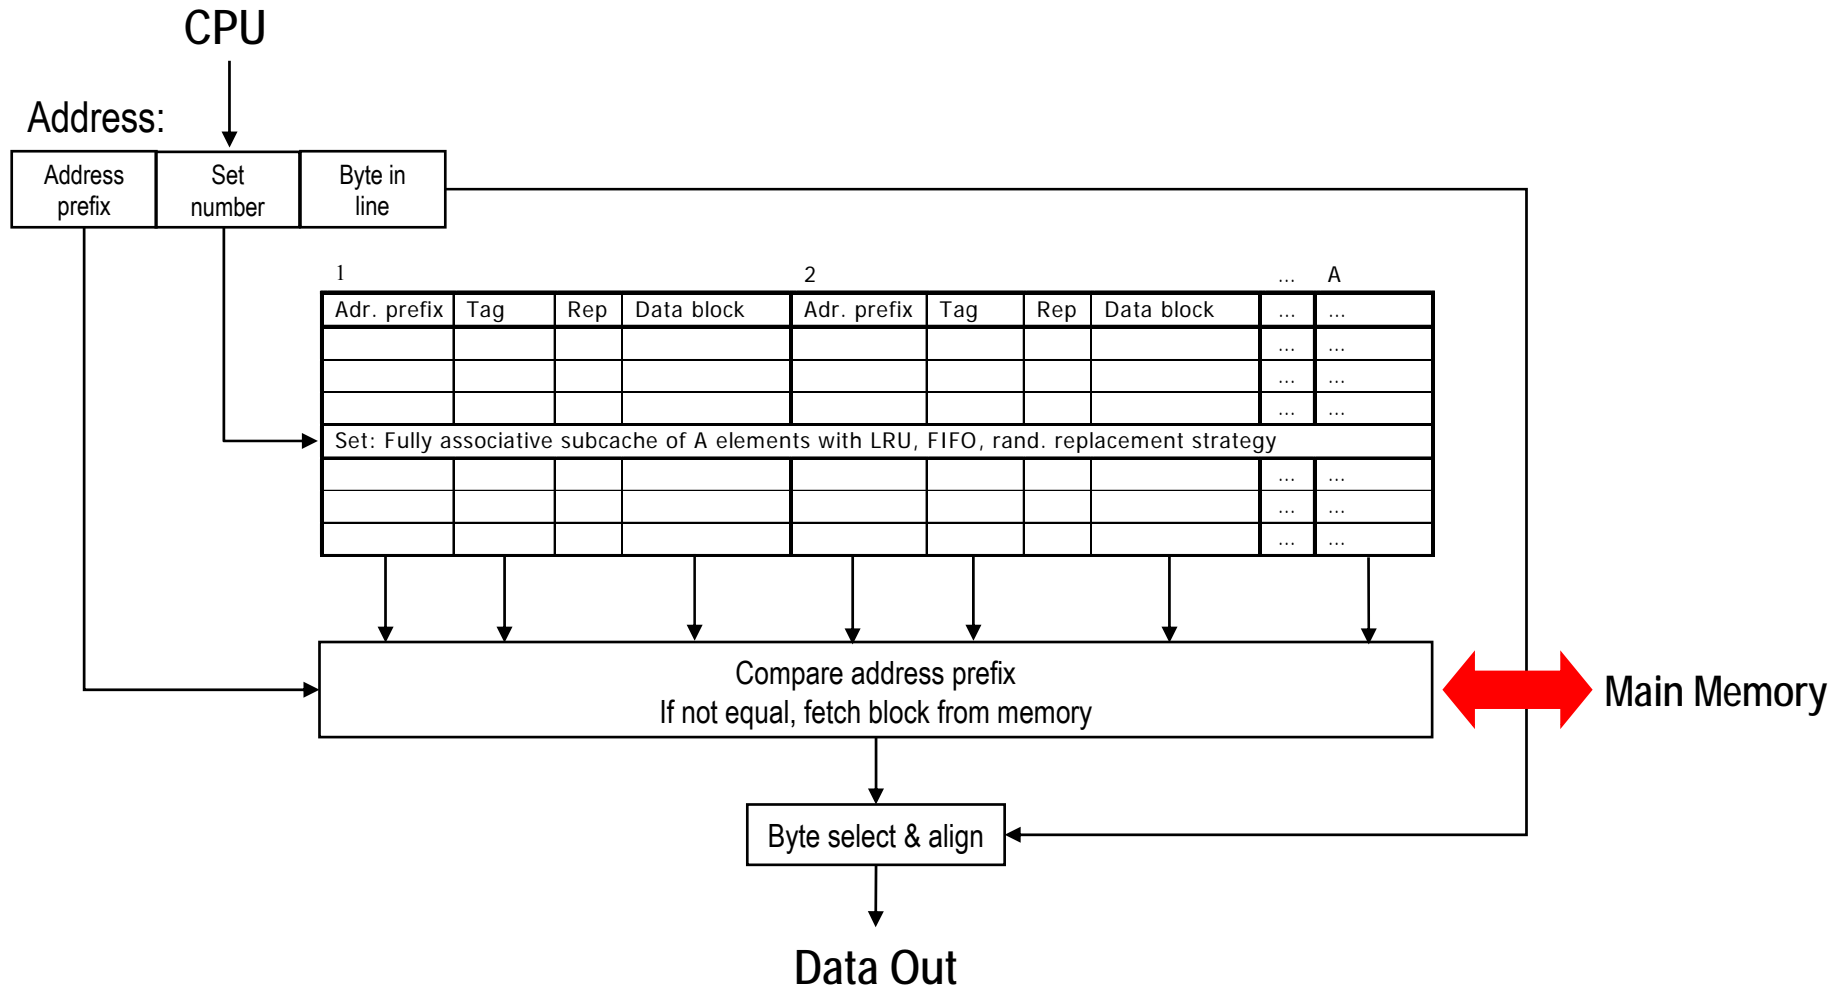 CPU
Address:
Address
prefix
Set
number
Byte in
line
1 2 ... A
Adr. prefix Tag Rep Data block Adr. prefix Tag Rep Data block ... ...
... ...
... ...
... ...
Set: Fully associative subcache of A elements with LRU, FIFO, rand. replacement strategy
... ...
... ...
... ...
Compare address prefix
If not equal, fetch block from memory
Main Memory
Byte select & align
Data Out